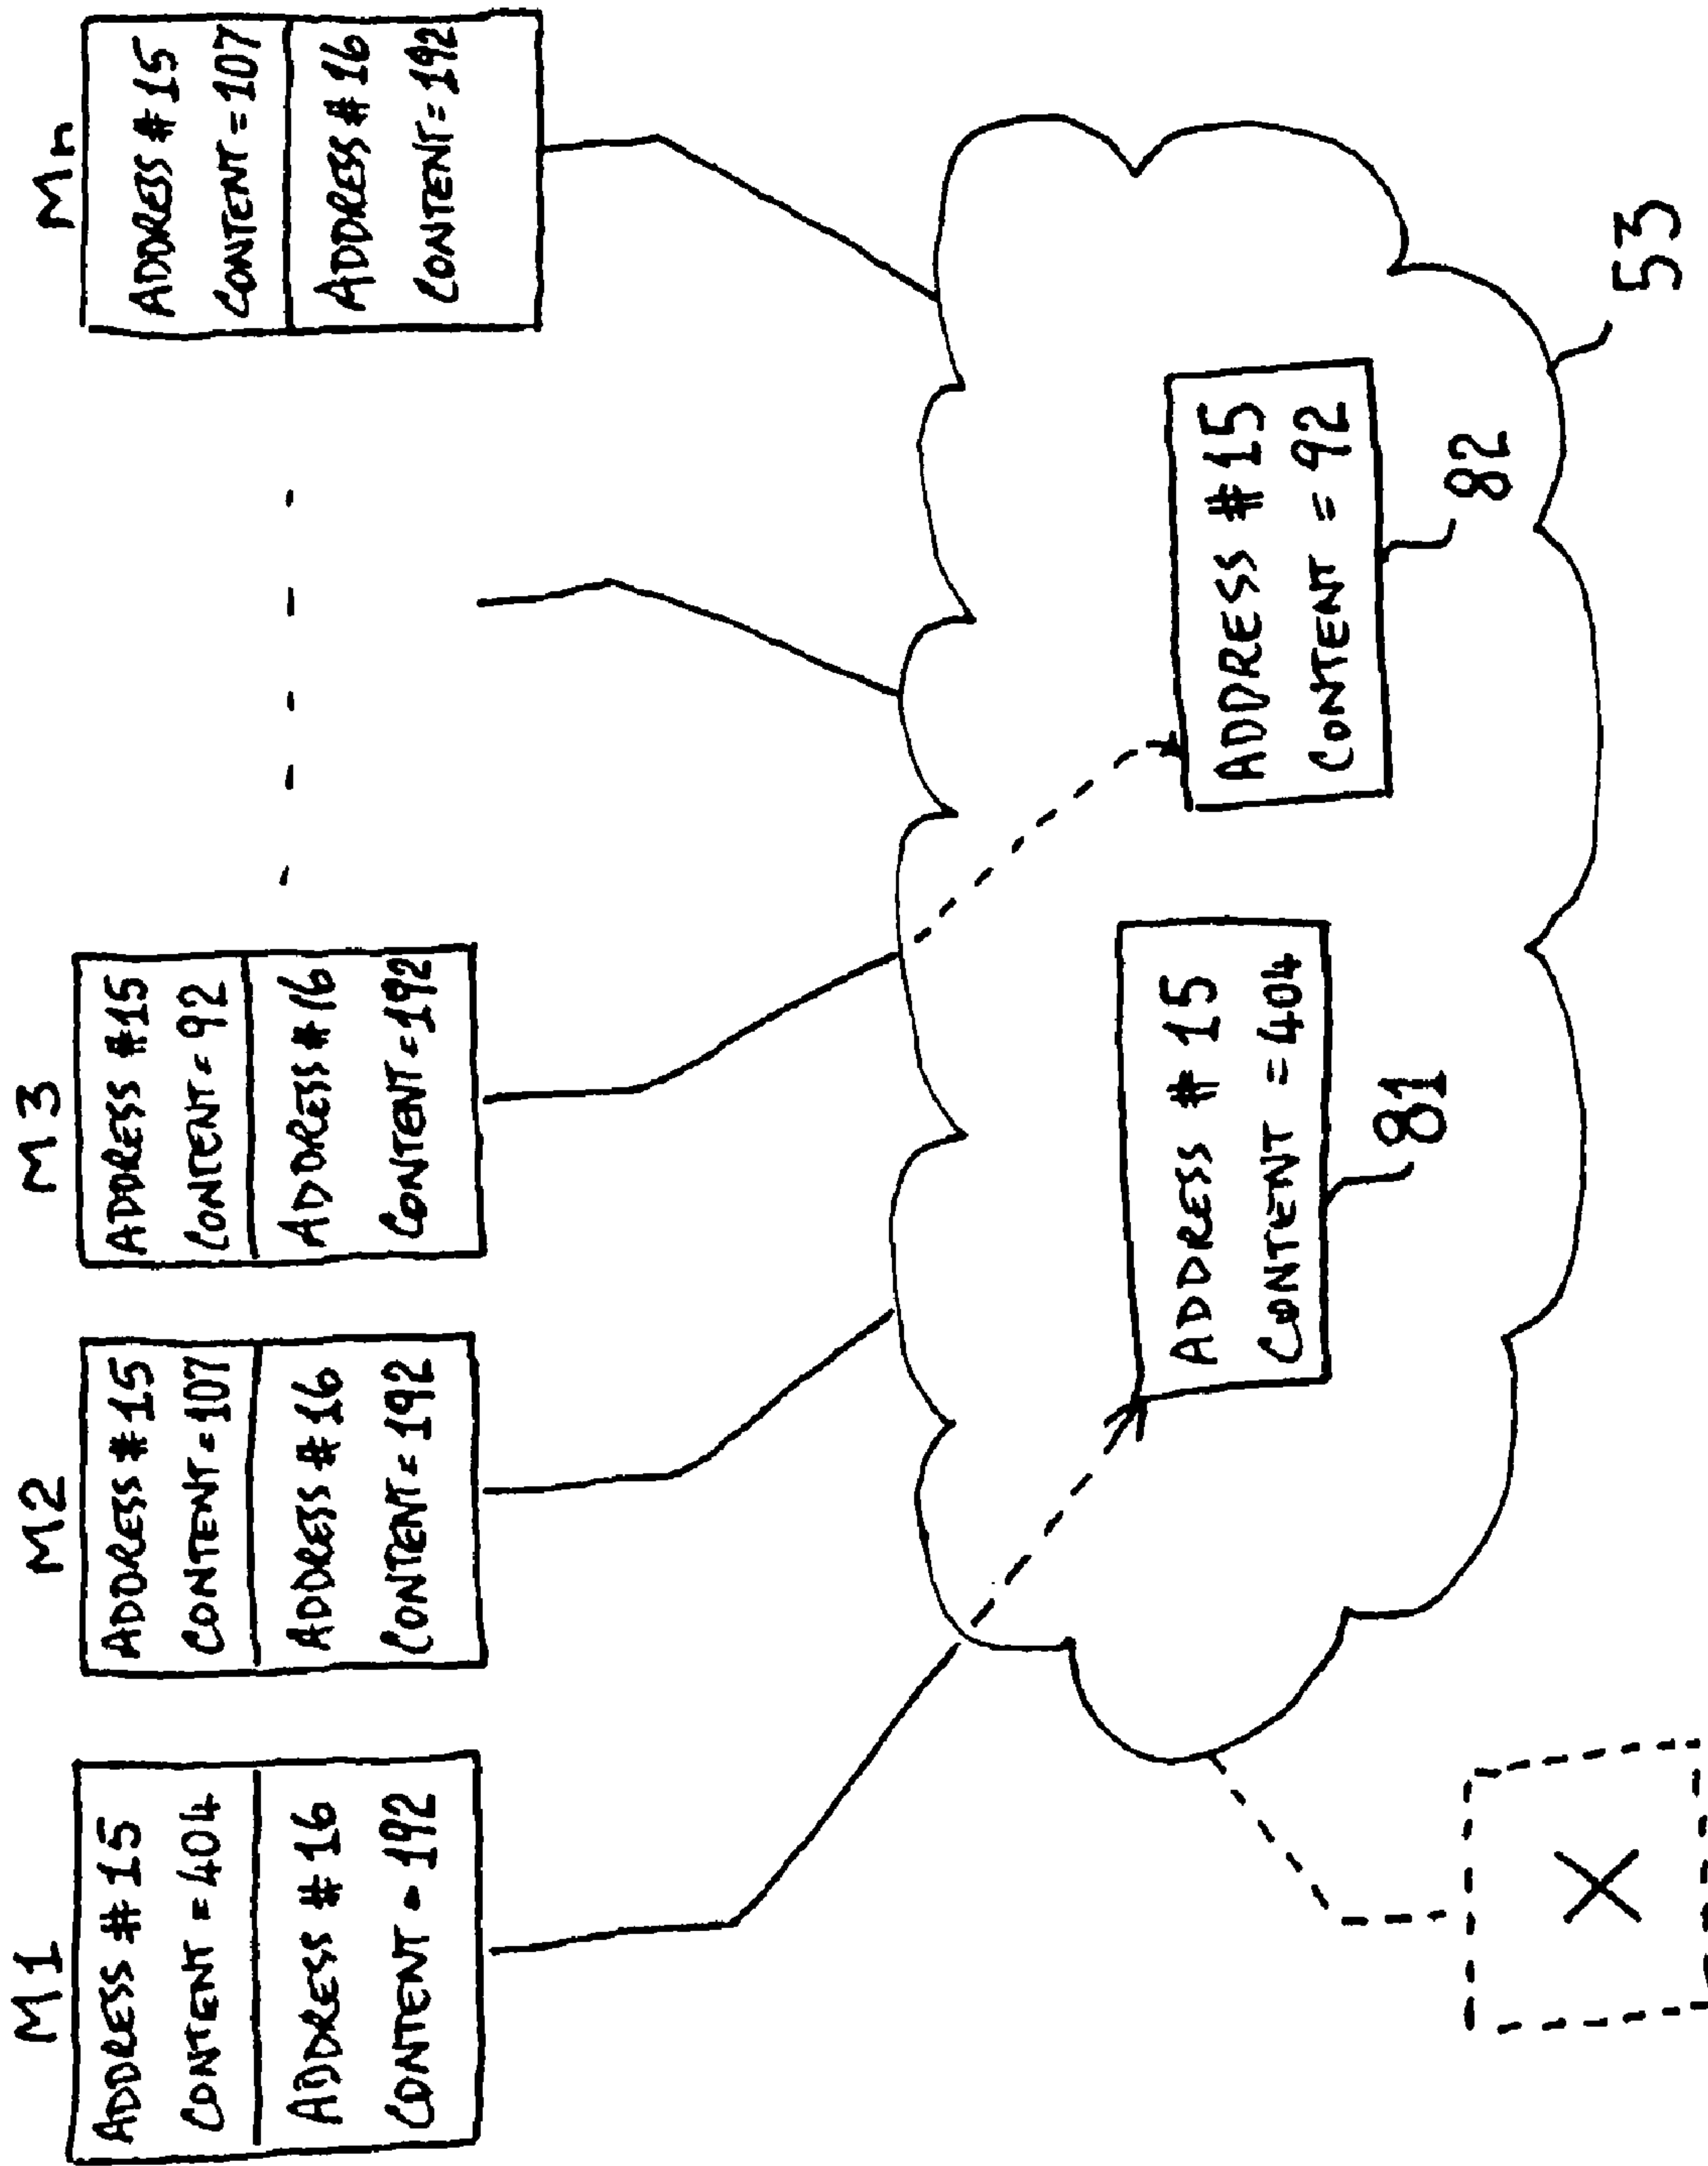 M1
ADDRESS #15
CONTENT = 404
ADDRESS #16
CONTENT = 192
M2
ADDRESS #15
CONTENT = 107
ADDRESS #16
CONTENT = 192
M3
ADDRESS #15
CONTENT = 92
ADDRESS #16
CONTENT = 192
Mn
ADDRESS #15
CONTENT = 107
ADDRESS #16
CONTENT = 192
ADDRESS # 15
CONTENT = 404
81
ADDRESS #15
CONTENT = 92
82
53
X